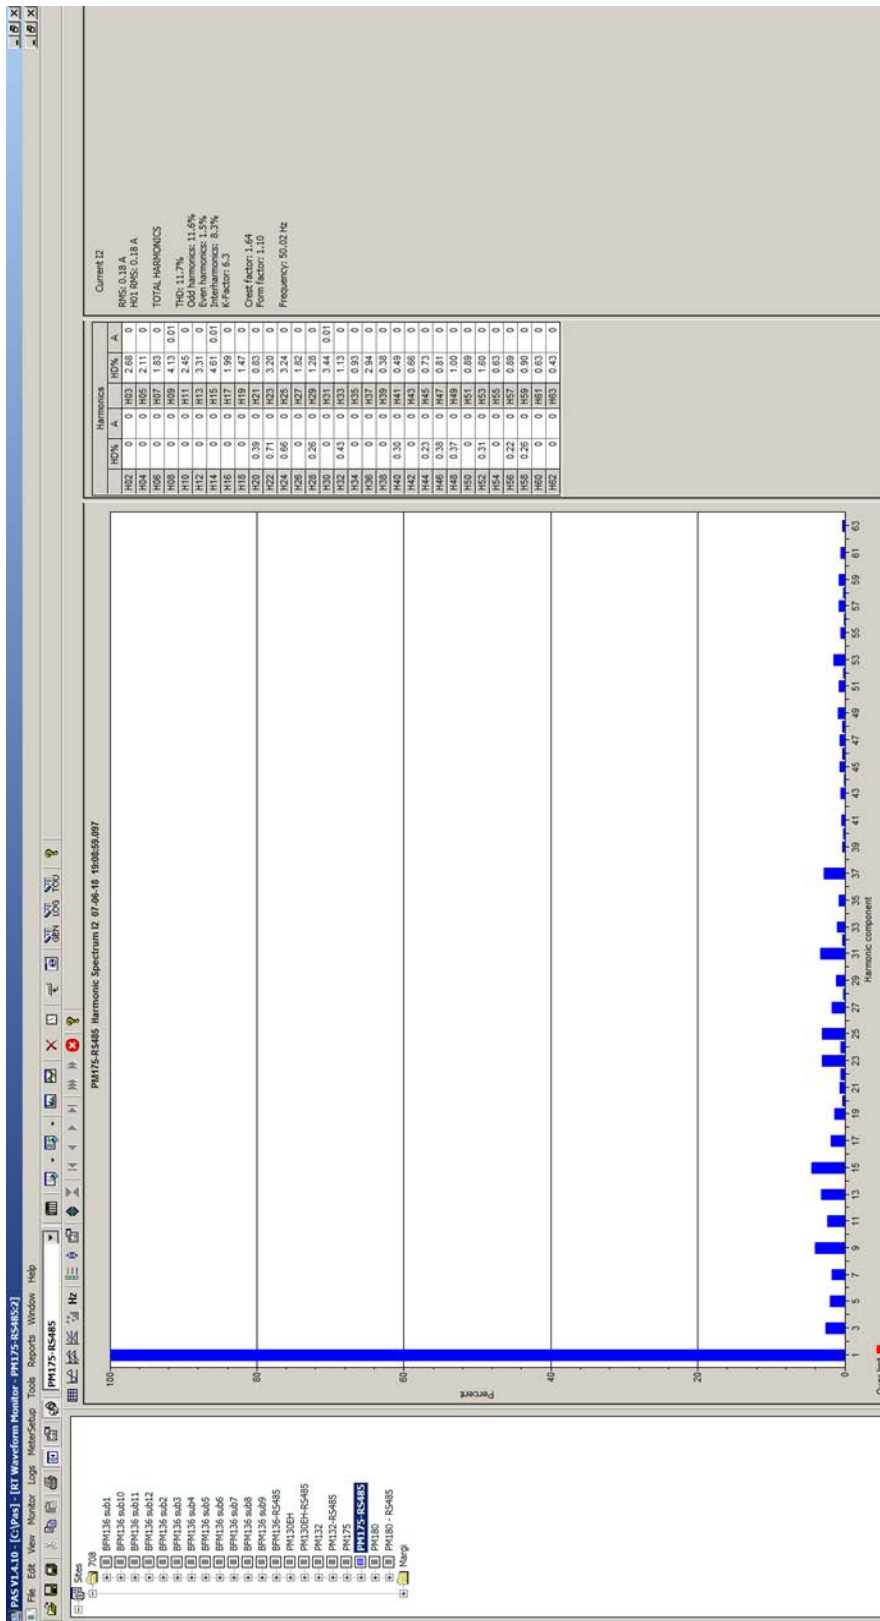 PAS V1.4.10 - [C:\Pas] - [RT Waveform Monitor - PM175-RS485:2]
File Edit View Monitor Logs MeterSetup Tools Reports Window Help
PM175-RS485
GEN LOG TOU
Hz
Sites
708
BFM136-sub1
BFM136-sub10
BFM136-sub11
BFM136-sub12
BFM136-sub2
BFM136-sub3
BFM136-sub4
BFM136-sub5
BFM136-sub6
BFM136-sub7
BFM136-sub8
BFM136-sub9
BFM136-RS485
PM130EH
PM130EH-RS485
PM132
PM132-RS485
PM175
PM175-RS485
PM180
PM180 - RS485
Margi
PM175-RS485 Harmonic Spectrum I2 07-06-18 19:08:59.097
100
80
60
40
20
0
Percent
1 3 5 7 9 11 13 15 17 19 21 23 25 27 29 31 33 35 37 39 41 43 45 47 49 51 53 55 57 59 61 63
Harmonic component
Harmonics
HD% A HD% A
H02 0 0 H03 2.68 0
H04 0 0 H05 2.11 0
H06 0 0 H07 1.83 0
H08 0 0 H09 4.13 0.01
H10 0 0 H11 2.45 0
H12 0 0 H13 3.31 0
H14 0 0 H15 4.61 0.01
H16 0 0 H17 1.99 0
H18 0 0 H19 1.47 0
H20 0.39 0 H21 0.83 0
H22 0.71 0 H23 3.20 0
H24 0.66 0 H25 3.24 0
H26 0 0 H27 1.82 0
H28 0.26 0 H29 1.28 0
H30 0 0 H31 3.44 0.01
H32 0.43 0 H33 1.13 0
H34 0 0 H35 0.93 0
H36 0 0 H37 2.94 0
H38 0 0 H39 0.38 0
H40 0.30 0 H41 0.49 0
H42 0 0 H43 0.66 0
H44 0.23 0 H45 0.73 0
H46 0.38 0 H47 0.81 0
H48 0.37 0 H49 1.00 0
H50 0 0 H51 0.89 0
H52 0.31 0 H53 1.60 0
H54 0 0 H55 0.63 0
H56 0.22 0 H57 0.89 0
H58 0.26 0 H59 0.90 0
H60 0 0 H61 0.63 0
H62 0 0 H63 0.43 0
Current I2
RMS: 0.18 A
H01 RMS: 0.18 A
TOTAL HARMONICS
THD: 11.7%
Odd harmonics: 11.6%
Even harmonics: 1.5%
Interharmonics: 8.3%
K-Factor: 6.3
Crest factor: 1.64
Form factor: 1.10
Frequency: 50.02 Hz